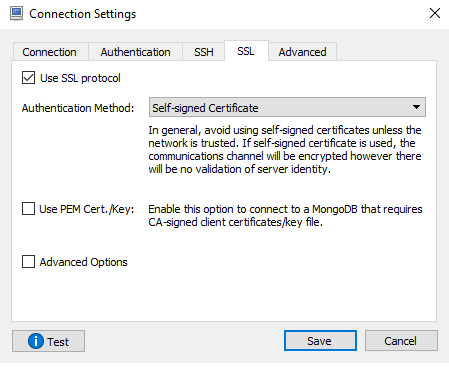 Connection Settings
Connection
Authentication
SSH
SSL
Advanced
Use SSL protocol
Authentication Method:
Self-signed Certificate
In general, avoid using self-signed certificates unless the
network is trusted. If self-signed certificate is used, the
communications channel will be encrypted however there
will be no validation of server identity.
Use PEM Cert./Key:
Enable this option to connect to a MongoDB that requires
CA-signed client certificates/key file.
Advanced Options
Test
Save
Cancel